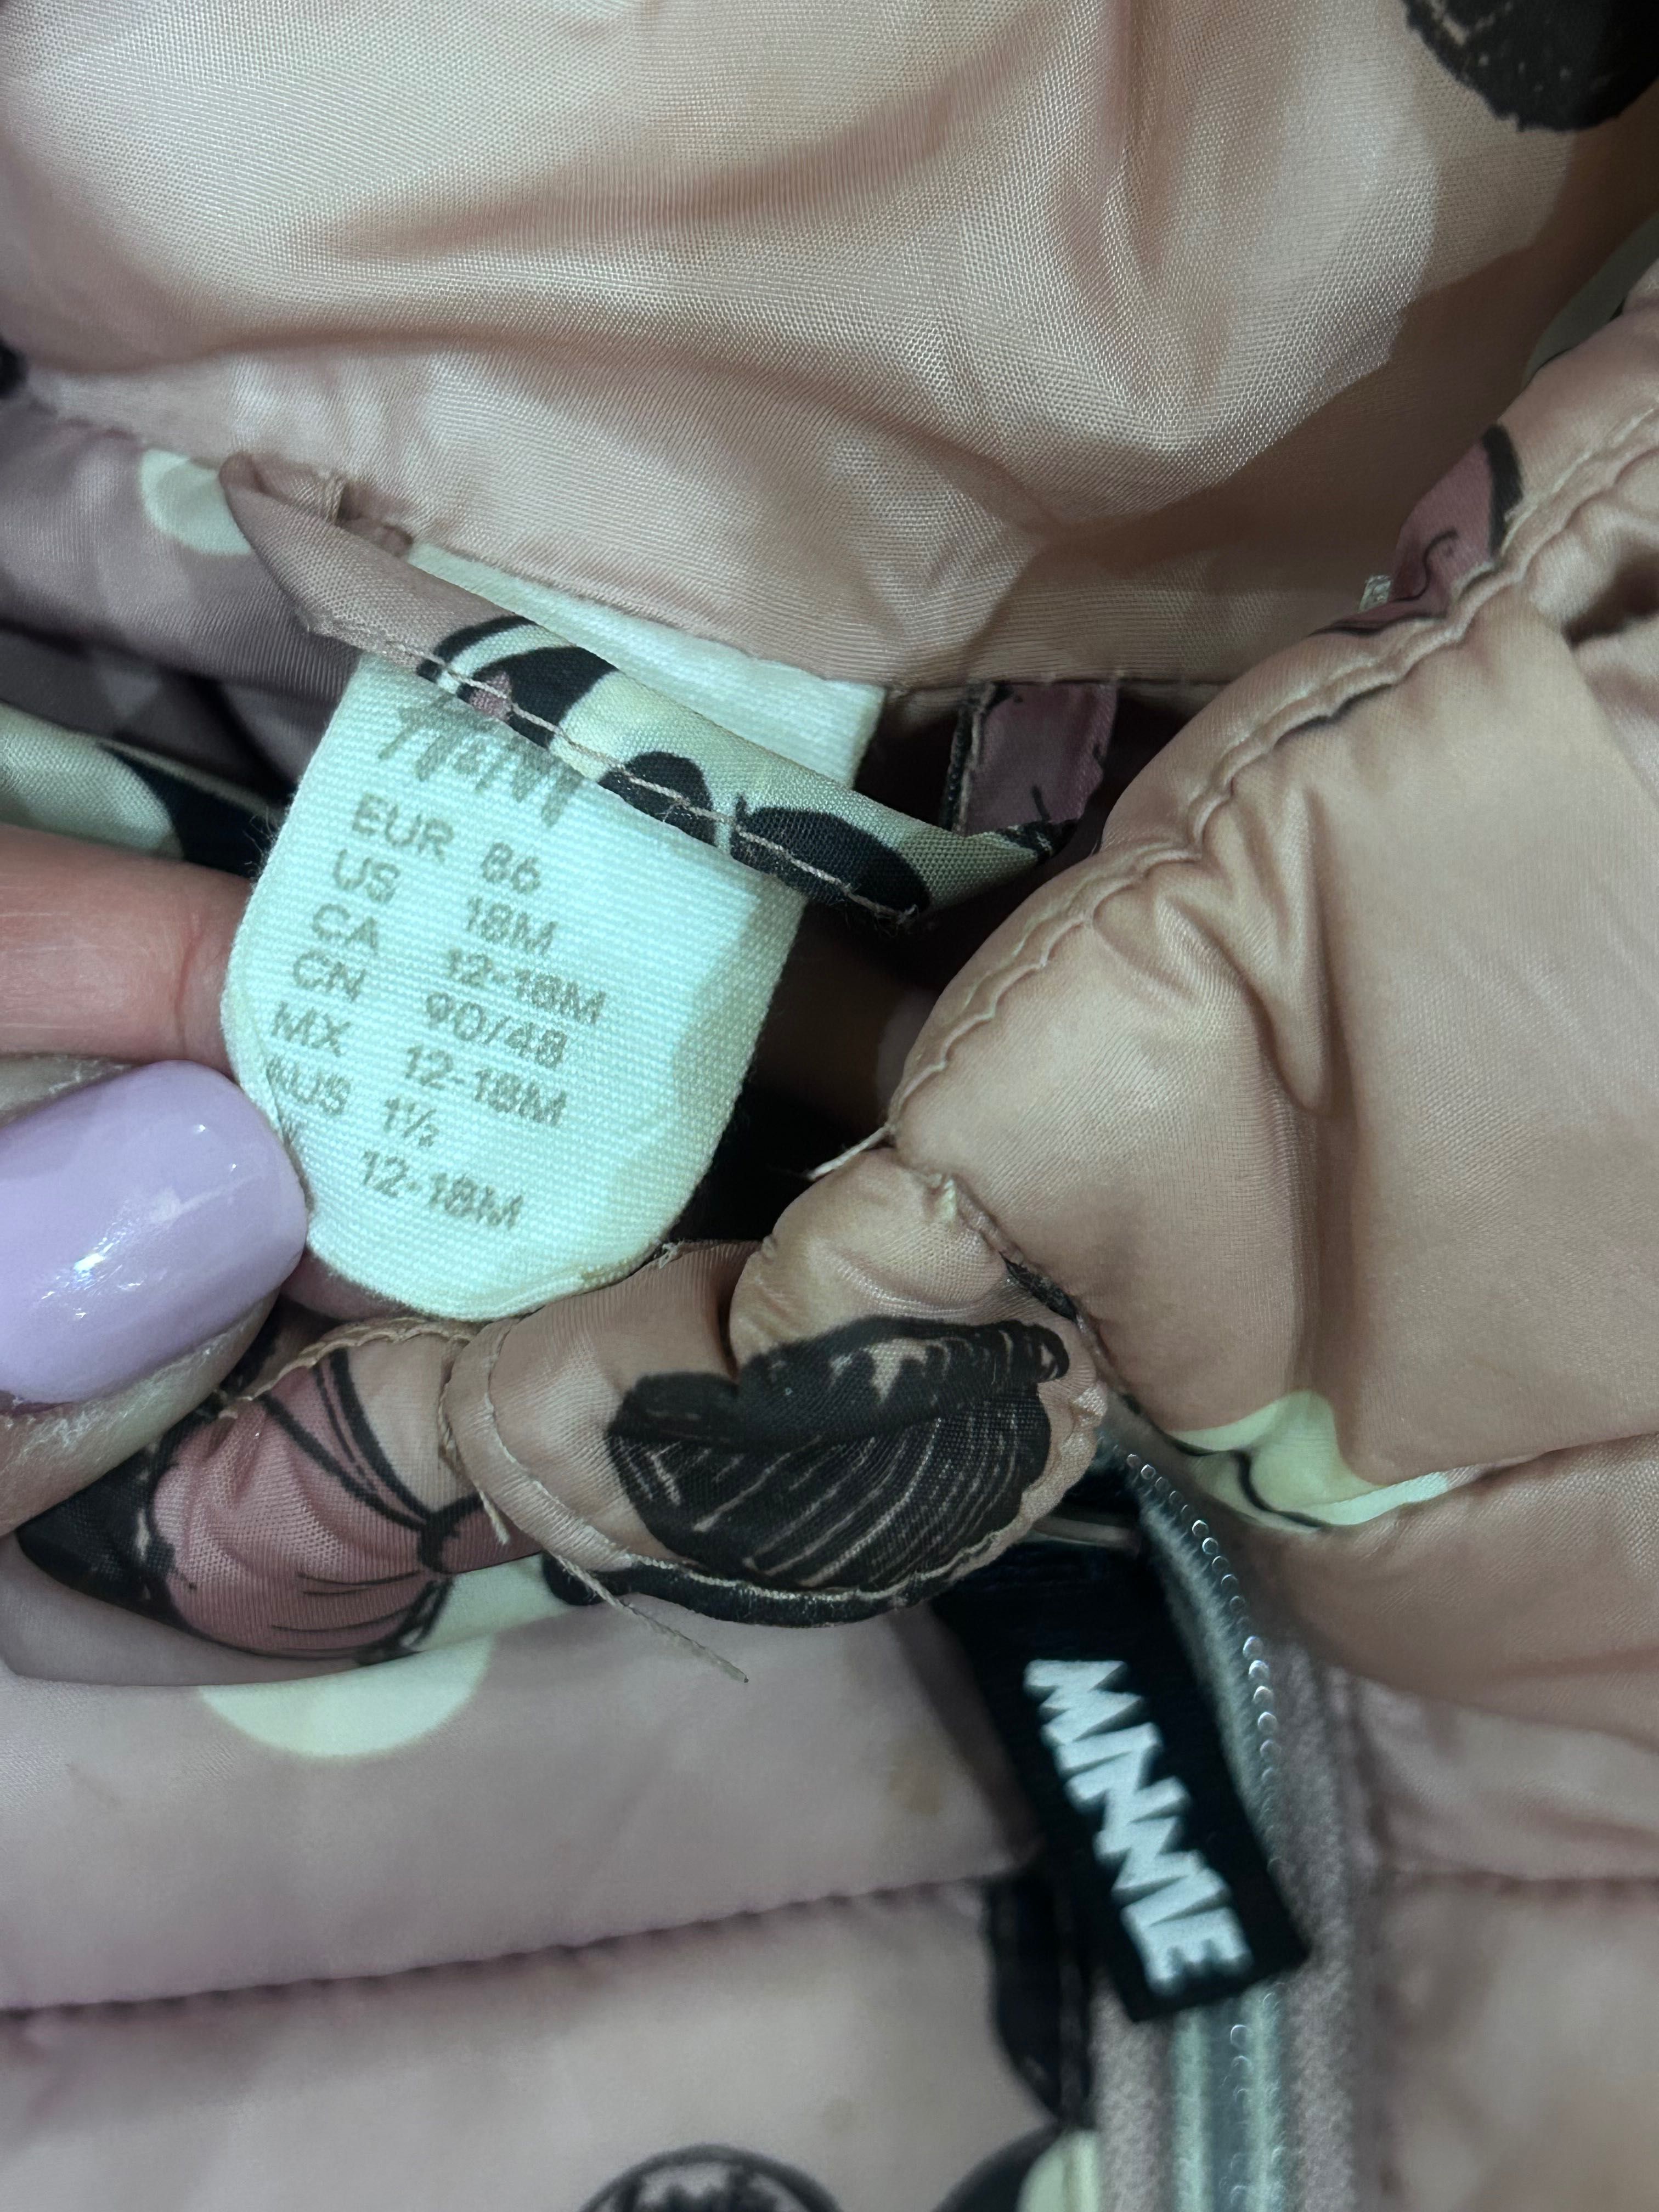 H&M
EUR 86
US 18M
CA 12-18M
CN 90/48
MX 12-18M
AUS 1½
12-18M
MINNIE